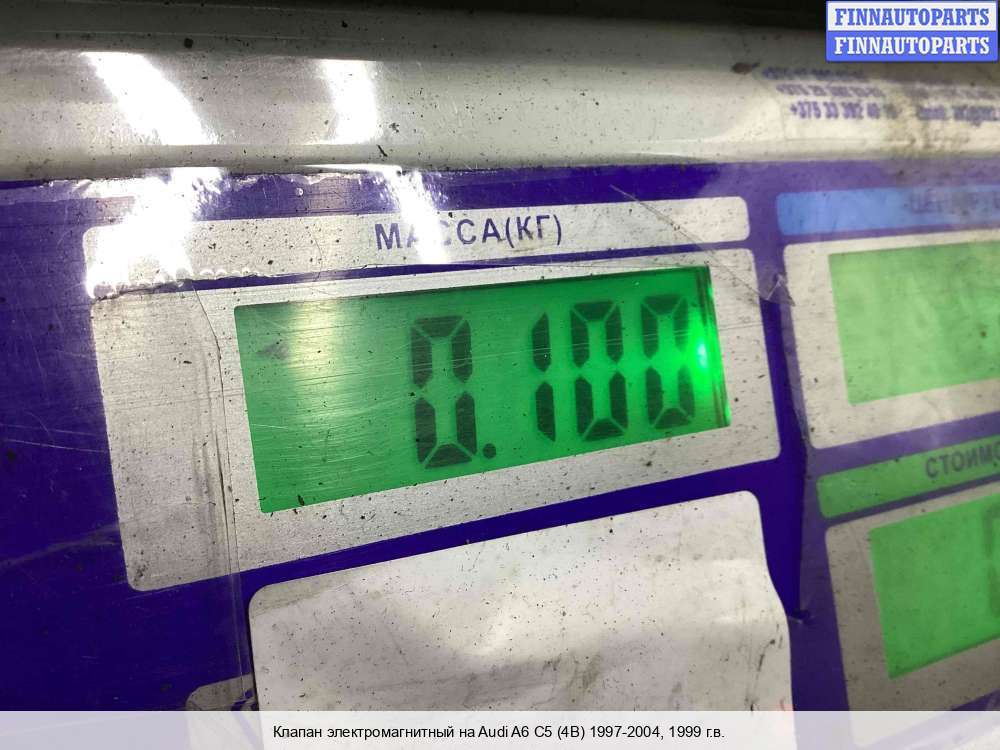 FINNAUTOPARTS
FINNAUTOPARTS
МАССА(КГ)
0.100
Клапан электромагнитный на Audi A6 C5 (4B) 1997-2004, 1999 г.в.